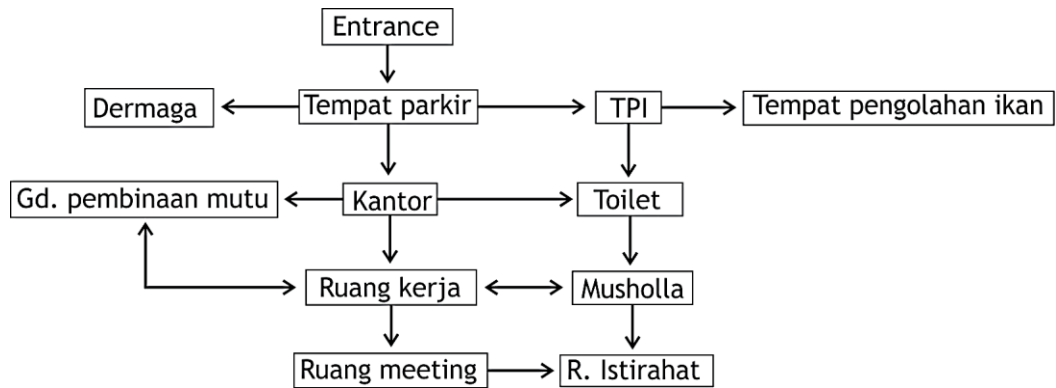 Entrance
Dermaga
Tempat parkir
TPI
Tempat pengolahan ikan
Gd. pembinaan mutu
Kantor
Toilet
Ruang kerja
Musholla
Ruang meeting
R. Istirahat